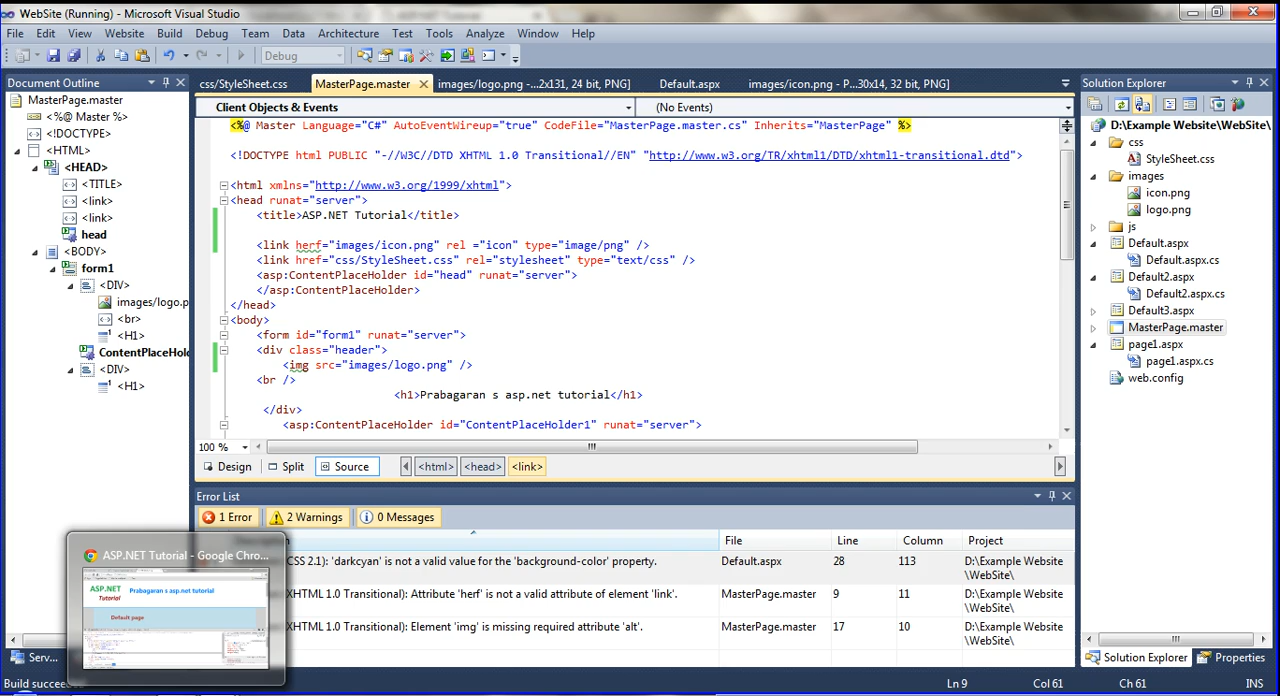 WebSite (Running) - Microsoft Visual Studio
File Edit View Website Build Debug Team Data Architecture Test Tools Analyze Window Help
Debug
Document Outline
MasterPage.master
<%@ Master %>
<!DOCTYPE>
<HTML>
<HEAD>
<TITLE>
<link>
<link>
head
<BODY>
form1
<DIV>
images/logo.p
<br>
<H1>
ContentPlaceHold
<DIV>
<H1>
Serv...
css/StyleSheet.css MasterPage.master images/logo.png -...2x131, 24 bit, PNG] Default.aspx images/icon.png - P...30x14, 32 bit, PNG]
Client Objects & Events (No Events)
<%@ Master Language="C#" AutoEventWireup="true" CodeFile="MasterPage.master.cs" Inherits="MasterPage" %>
<!DOCTYPE html PUBLIC "-//W3C//DTD XHTML 1.0 Transitional//EN" "http://www.w3.org/TR/xhtml1/DTD/xhtml1-transitional.dtd">
<html xmlns="http://www.w3.org/1999/xhtml">
<head runat="server">
<title>ASP.NET Tutorial</title>
<link herf="images/icon.png" rel ="icon" type="image/png" />
<link href="css/StyleSheet.css" rel="stylesheet" type="text/css" />
<asp:ContentPlaceHolder id="head" runat="server">
</asp:ContentPlaceHolder>
</head>
<body>
<form id="form1" runat="server">
<div class="header">
<img src="images/logo.png" />
<br />
<h1>Prabagaran s asp.net tutorial</h1>
</div>
<asp:ContentPlaceHolder id="ContentPlaceHolder1" runat="server">
100 %
Design Split Source <html> <head> <link>
Error List
1 Error 2 Warnings 0 Messages
File Line Column Project
CSS 2.1): 'darkcyan' is not a valid value for the 'background-color' property. Default.aspx 28 113 D:\Example Website\WebSite\
XHTML 1.0 Transitional): Attribute 'herf' is not a valid attribute of element 'link'. MasterPage.master 9 11 D:\Example Website\WebSite\
XHTML 1.0 Transitional): Element 'img' is missing required attribute 'alt'. MasterPage.master 17 10 D:\Example Website\WebSite\
ASP.NET Tutorial - Google Chro...
ASP.NET
Tutorial
Prabagaran s asp.net tutorial
Default page
Solution Explorer
D:\Example Website\WebSite\
css
StyleSheet.css
images
icon.png
logo.png
js
Default.aspx
Default.aspx.cs
Default2.aspx
Default2.aspx.cs
Default3.aspx
MasterPage.master
page1.aspx
page1.aspx.cs
web.config
Solution Explorer Properties
Build succeede
Ln 9 Col 61 Ch 61 INS